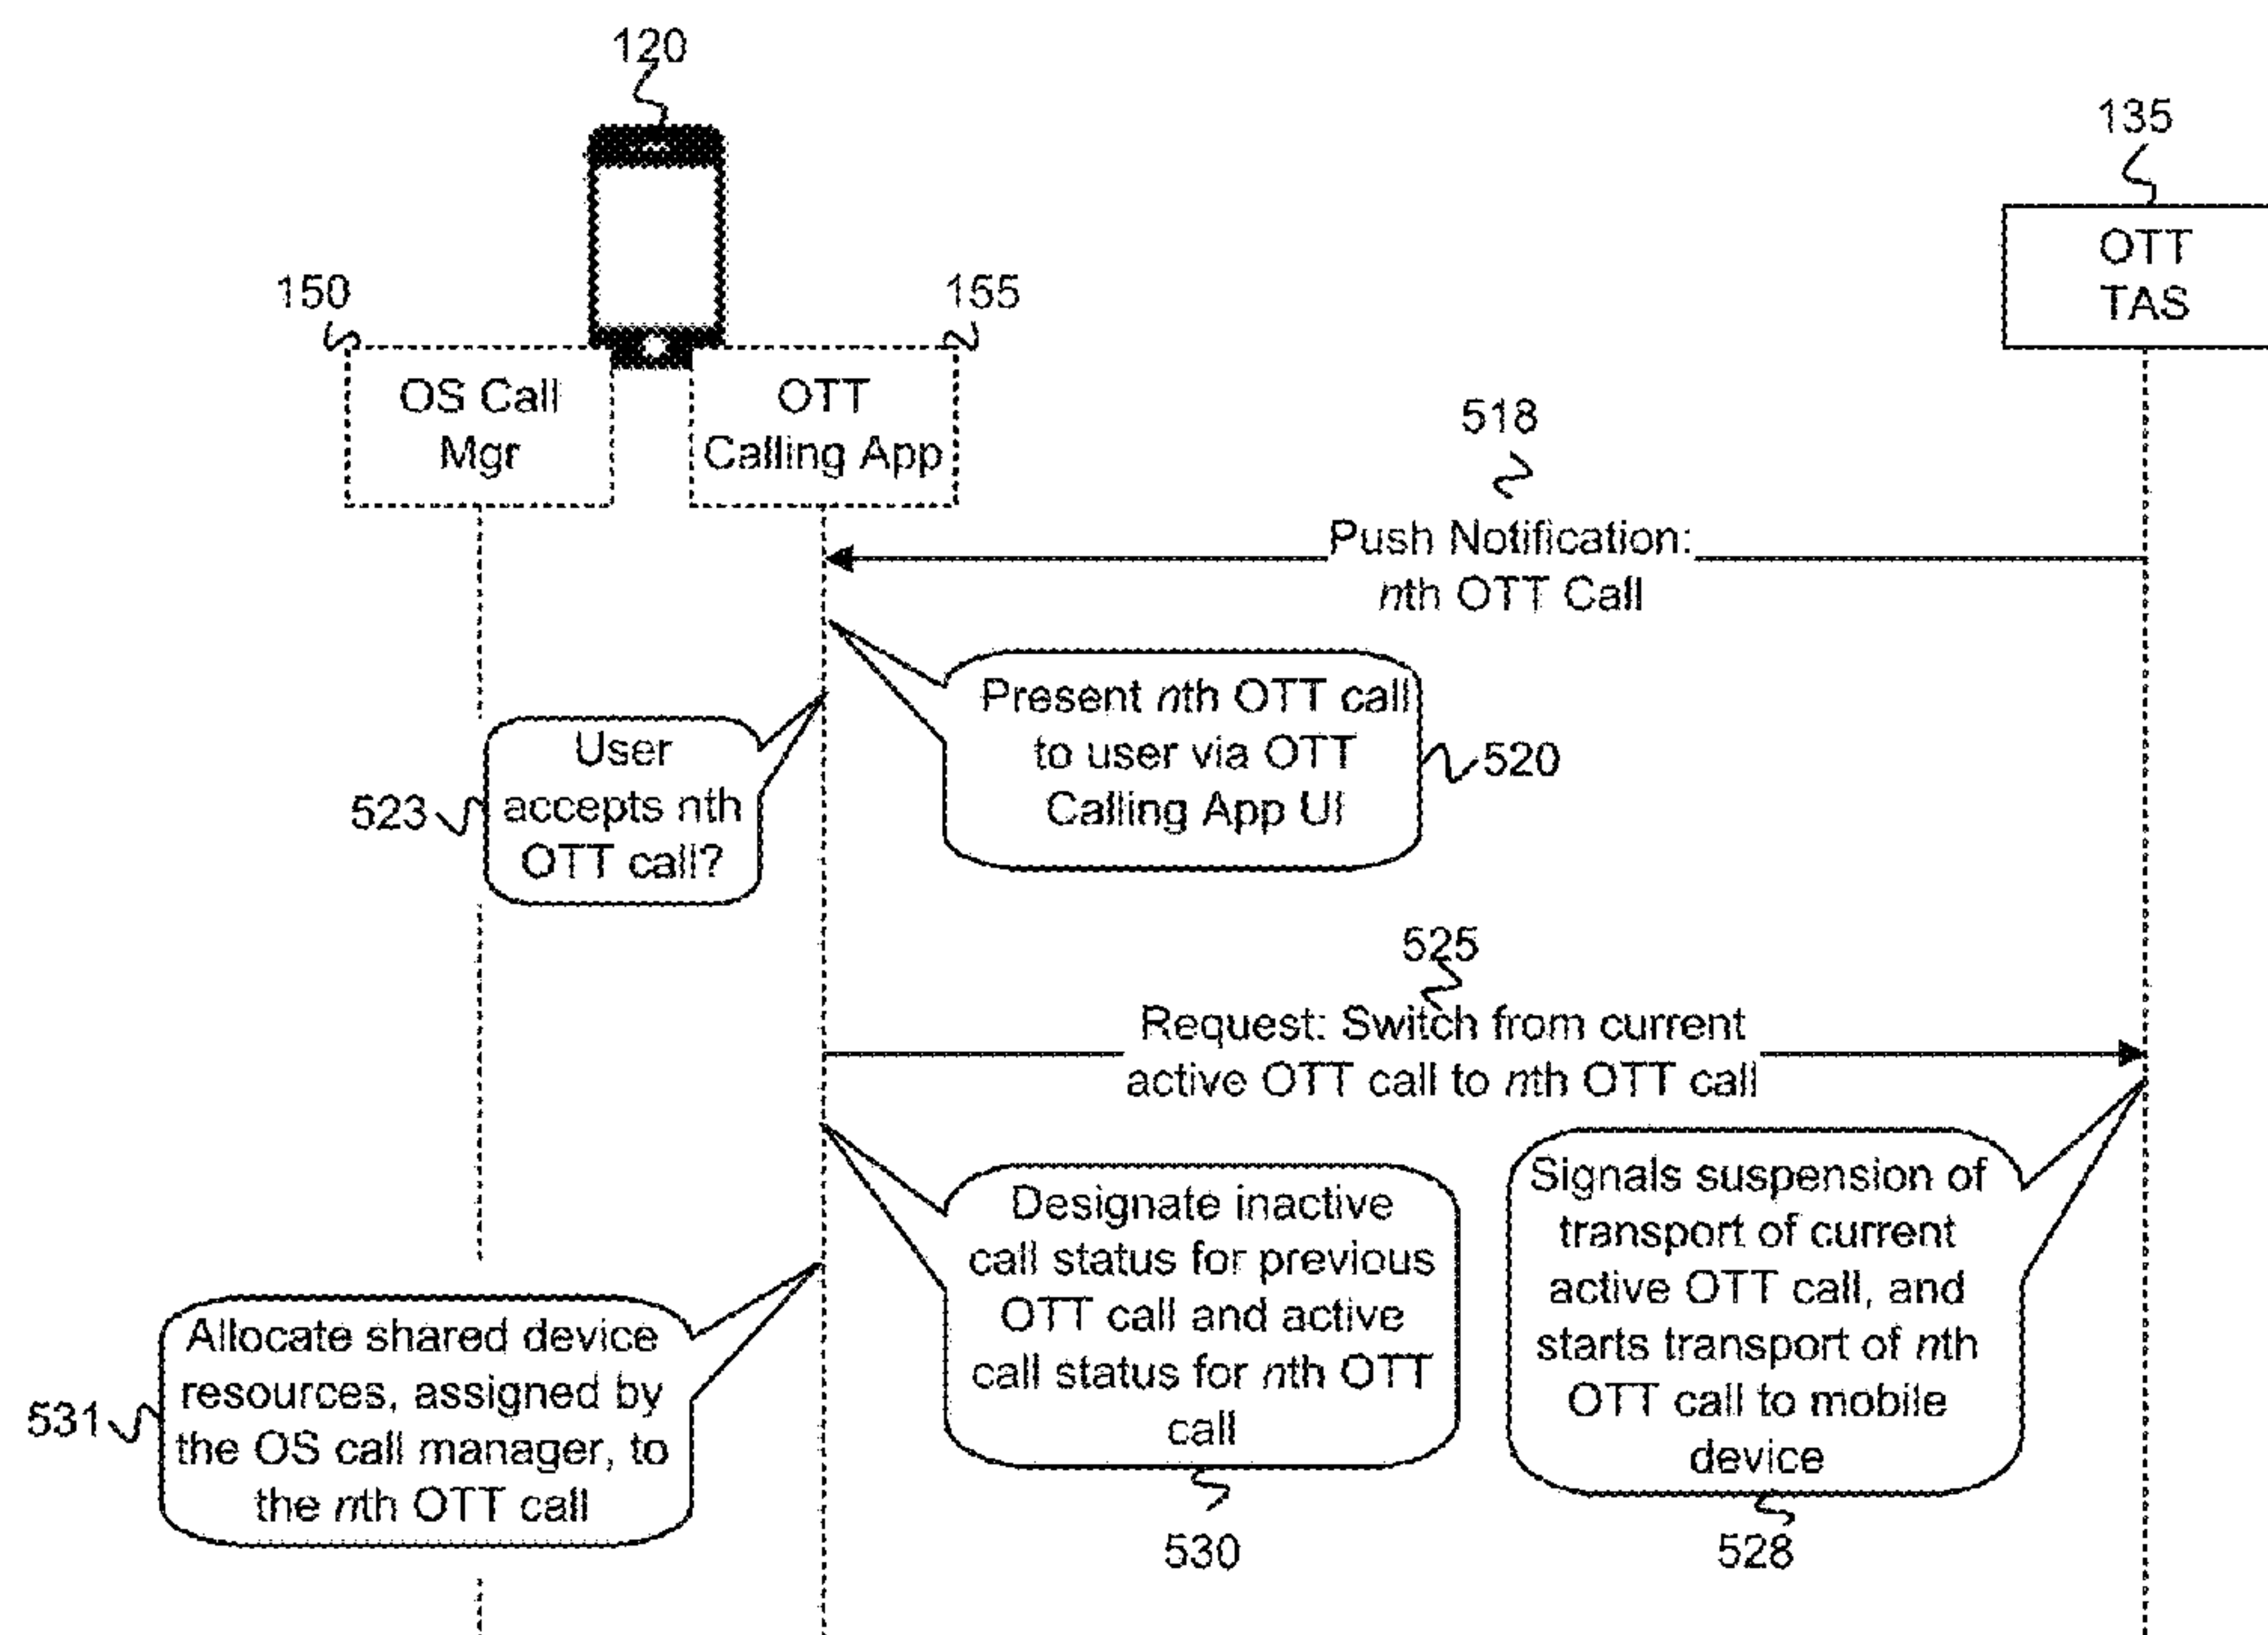 120
135
OTT
TAS
150
155
OS Call
Mgr
OTT
Calling App
518
Push Notification:
nth OTT Call
Present nth OTT call
to user via OTT
Calling App UI
520
User
accepts nth
OTT call?
523
525
Request: Switch from current
active OTT call to nth OTT call
Signals suspension of
transport of current
active OTT call, and
starts transport of nth
OTT call to mobile
device
528
Designate inactive
call status for previous
OTT call and active
call status for nth OTT
call
530
Allocate shared device
resources, assigned by
the OS call manager, to
the nth OTT call
531